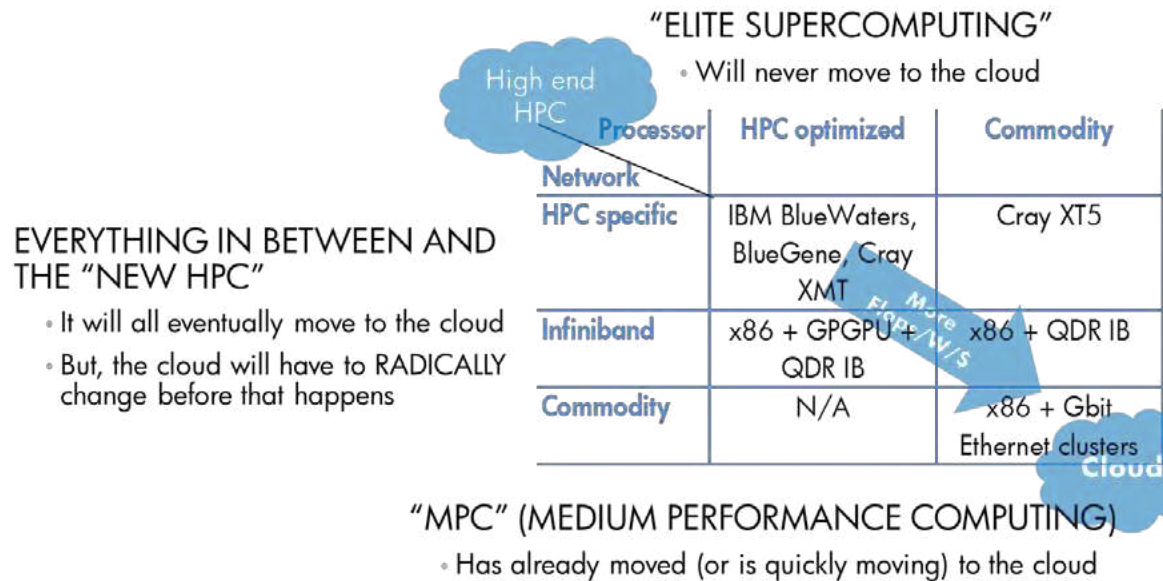 “ELITE SUPERCOMPUTING”
◦ Will never move to the cloud
High end
HPC
Processor
HPC optimized
Commodity
Network
HPC specific
IBM BlueWaters,
BlueGene, Cray
XMT
Cray XT5
EVERYTHING IN BETWEEN AND
THE “NEW HPC”
◦ It will all eventually move to the cloud
◦ But, the cloud will have to RADICALLY
change before that happens
More
Flops/W/$
Infiniband
x86 + GPGPU +
QDR IB
x86 + QDR IB
Commodity
N/A
x86 + Gbit
Ethernet clusters
Cloud
“MPC” (MEDIUM PERFORMANCE COMPUTING)
◦ Has already moved (or is quickly moving) to the cloud